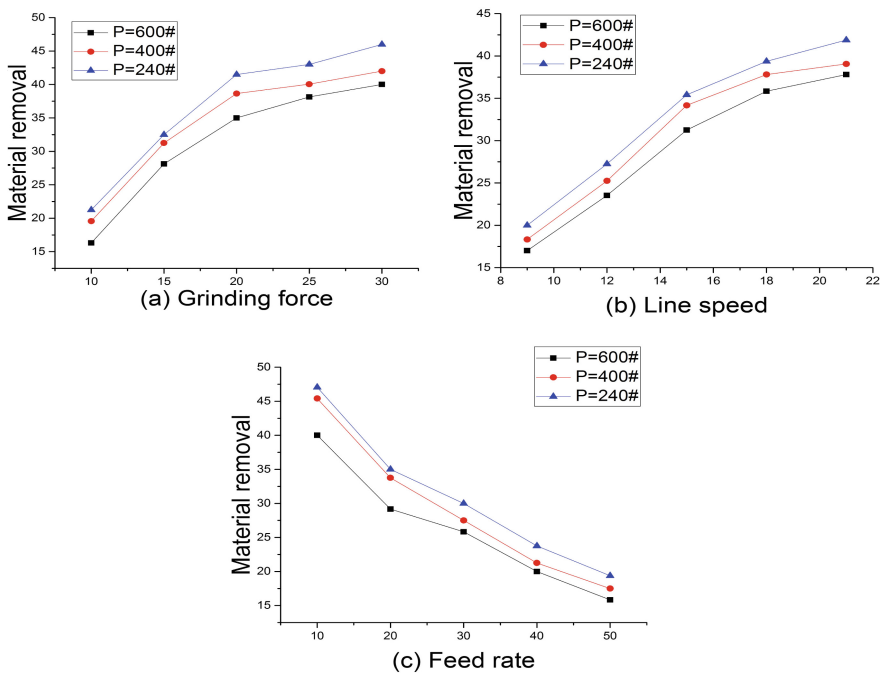 P=600#
P=400#
P=240#
Material removal
50
45
40
35
30
25
20
15
10 15 20 25 30
(a) Grinding force
P=600#
P=400#
P=240#
Material removal
45
40
35
30
25
20
15
8 10 12 14 16 18 20 22
(b) Line speed
P=600#
P=400#
P=240#
Material removal
50
45
40
35
30
25
20
15
10 20 30 40 50
(c) Feed rate